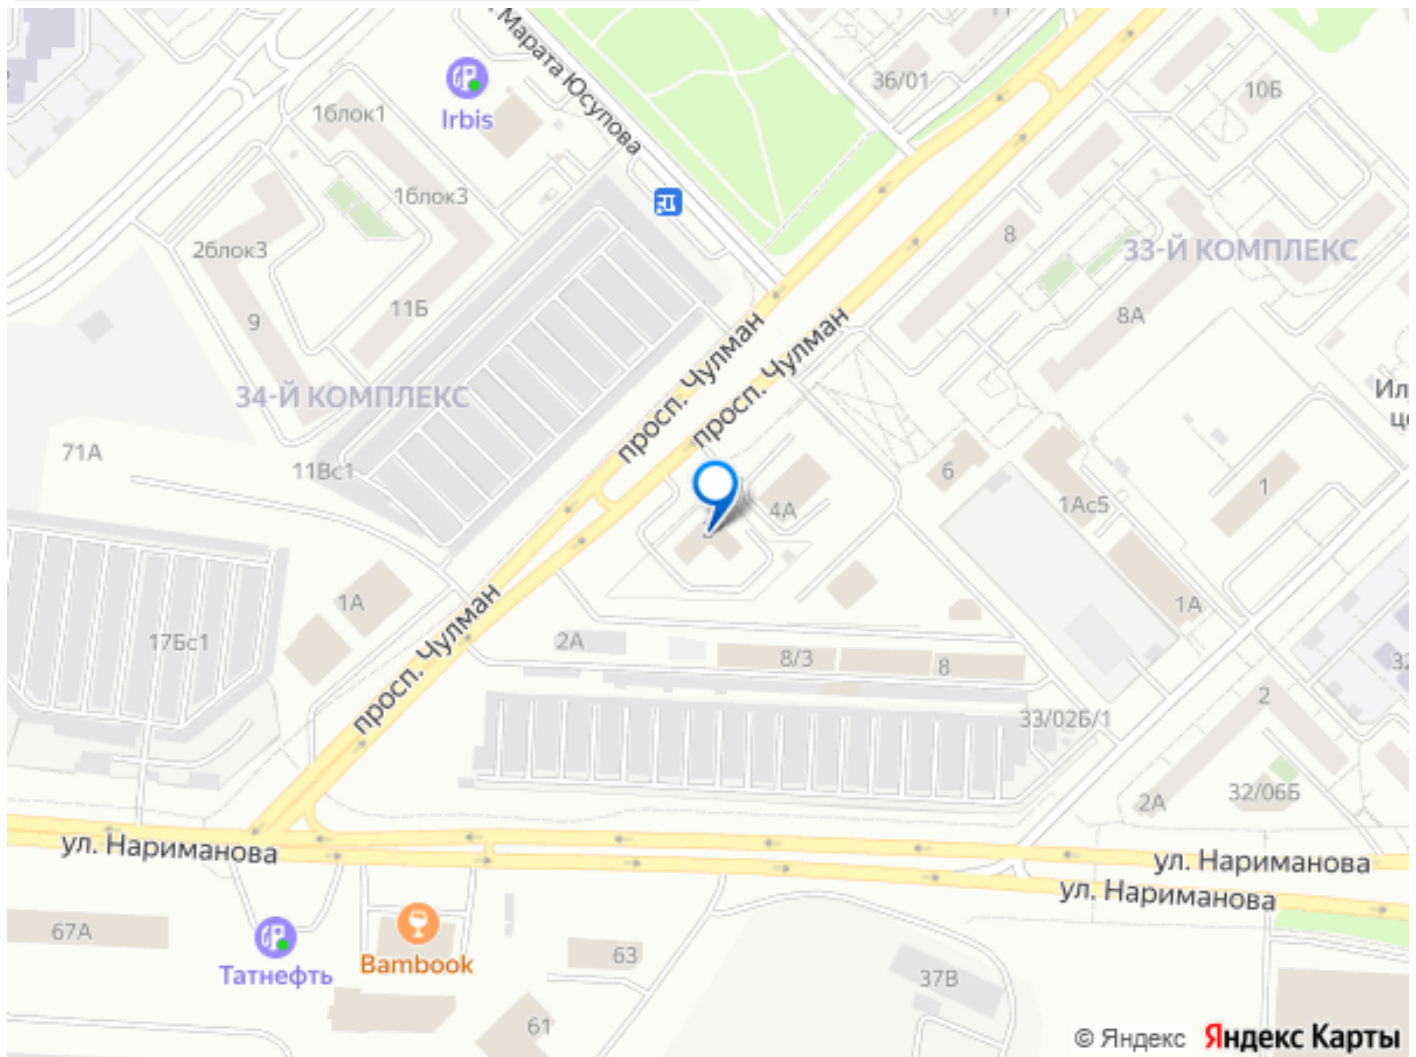 Марата Юсупова
36/01
10Б
1блок1
Irbis
1блок3
2блок3
8
33-Й КОМПЛЕКС
11Б
9
8А
просп. Чулман
просп. Чулман
34-Й КОМПЛЕКС
71А
11Вс1
6
1Ас5
1
4А
1А
1А
17Бс1
просп. Чулман
2А
8/3
8
33/02Б/1
2
2А
32/06Б
ул. Нариманова
ул. Нариманова
ул. Нариманова
67А
Татнефть
Bambook
63
37В
61
© Яндекс Яндекс Карты